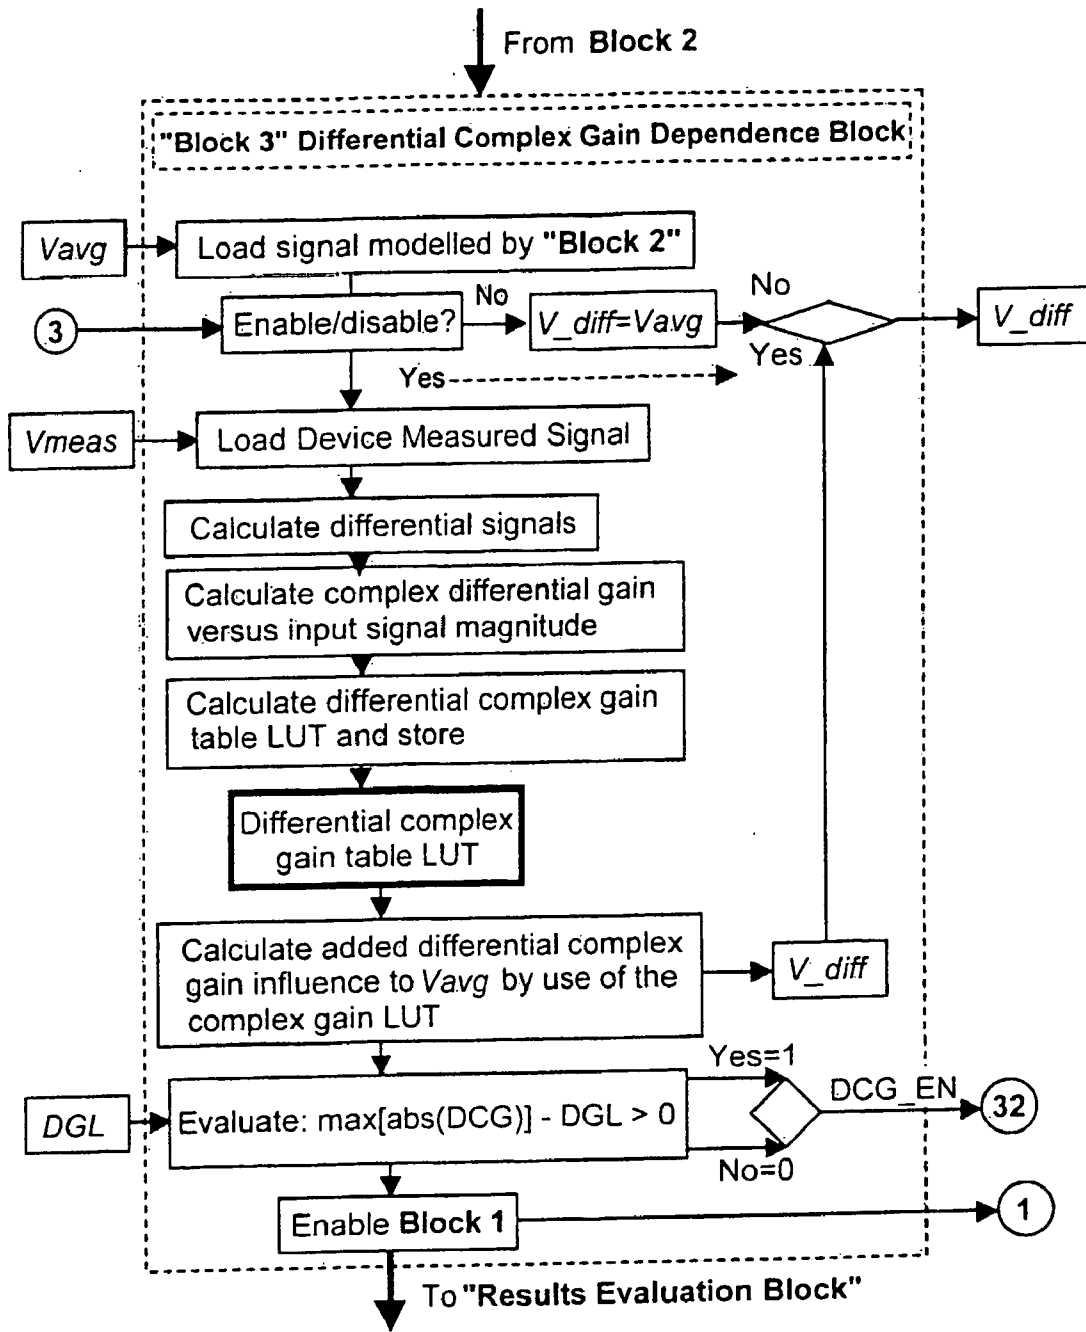 From Block 2
"Block 3" Differential Complex Gain Dependence Block
Vavg
Load signal modelled by "Block 2"
3
Enable/disable?
No
V_diff=Vavg
No
Yes
V_diff
Yes
Vmeas
Load Device Measured Signal
Calculate differential signals
Calculate complex differential gain
versus input signal magnitude
Calculate differential complex gain
table LUT and store
Differential complex
gain table LUT
Calculate added differential complex
gain influence to Vavg by use of the
complex gain LUT
V_diff
DGL
Evaluate: max[abs(DCG)] - DGL > 0
Yes=1
No=0
DCG_EN
32
Enable Block 1
1
To "Results Evaluation Block"